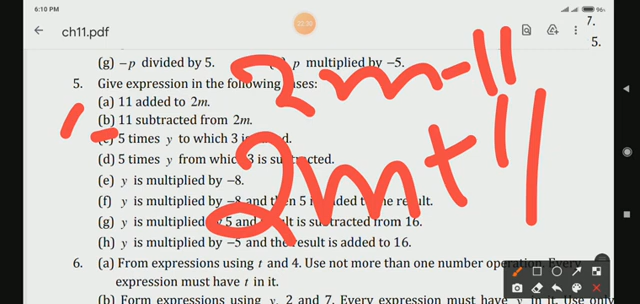 6:10 PM
96
ch11.pdf
7.
5.
(g) −p divided by 5. p multiplied by −5.
5. Give expression in the following cases:
(a) 11 added to 2m.
(b) 11 subtracted from 2m.
(c) 5 times y to which 3 is
(d) 5 times y from which 3 is subtracted.
(e) y is multiplied by −8.
(f) y is multiplied by −8 and then 5 is added to the result.
(g) y is multiplied 5 and result is subtracted from 16.
(h) y is multiplied by −5 and the result is added to 16.
6. (a) From expressions using t and 4. Use not more than one number operation. Every
expression must have t in it.
(b) Form expressions using y, 2 and 7. Every expression must have y in it. Use only
2m-11
2m+11